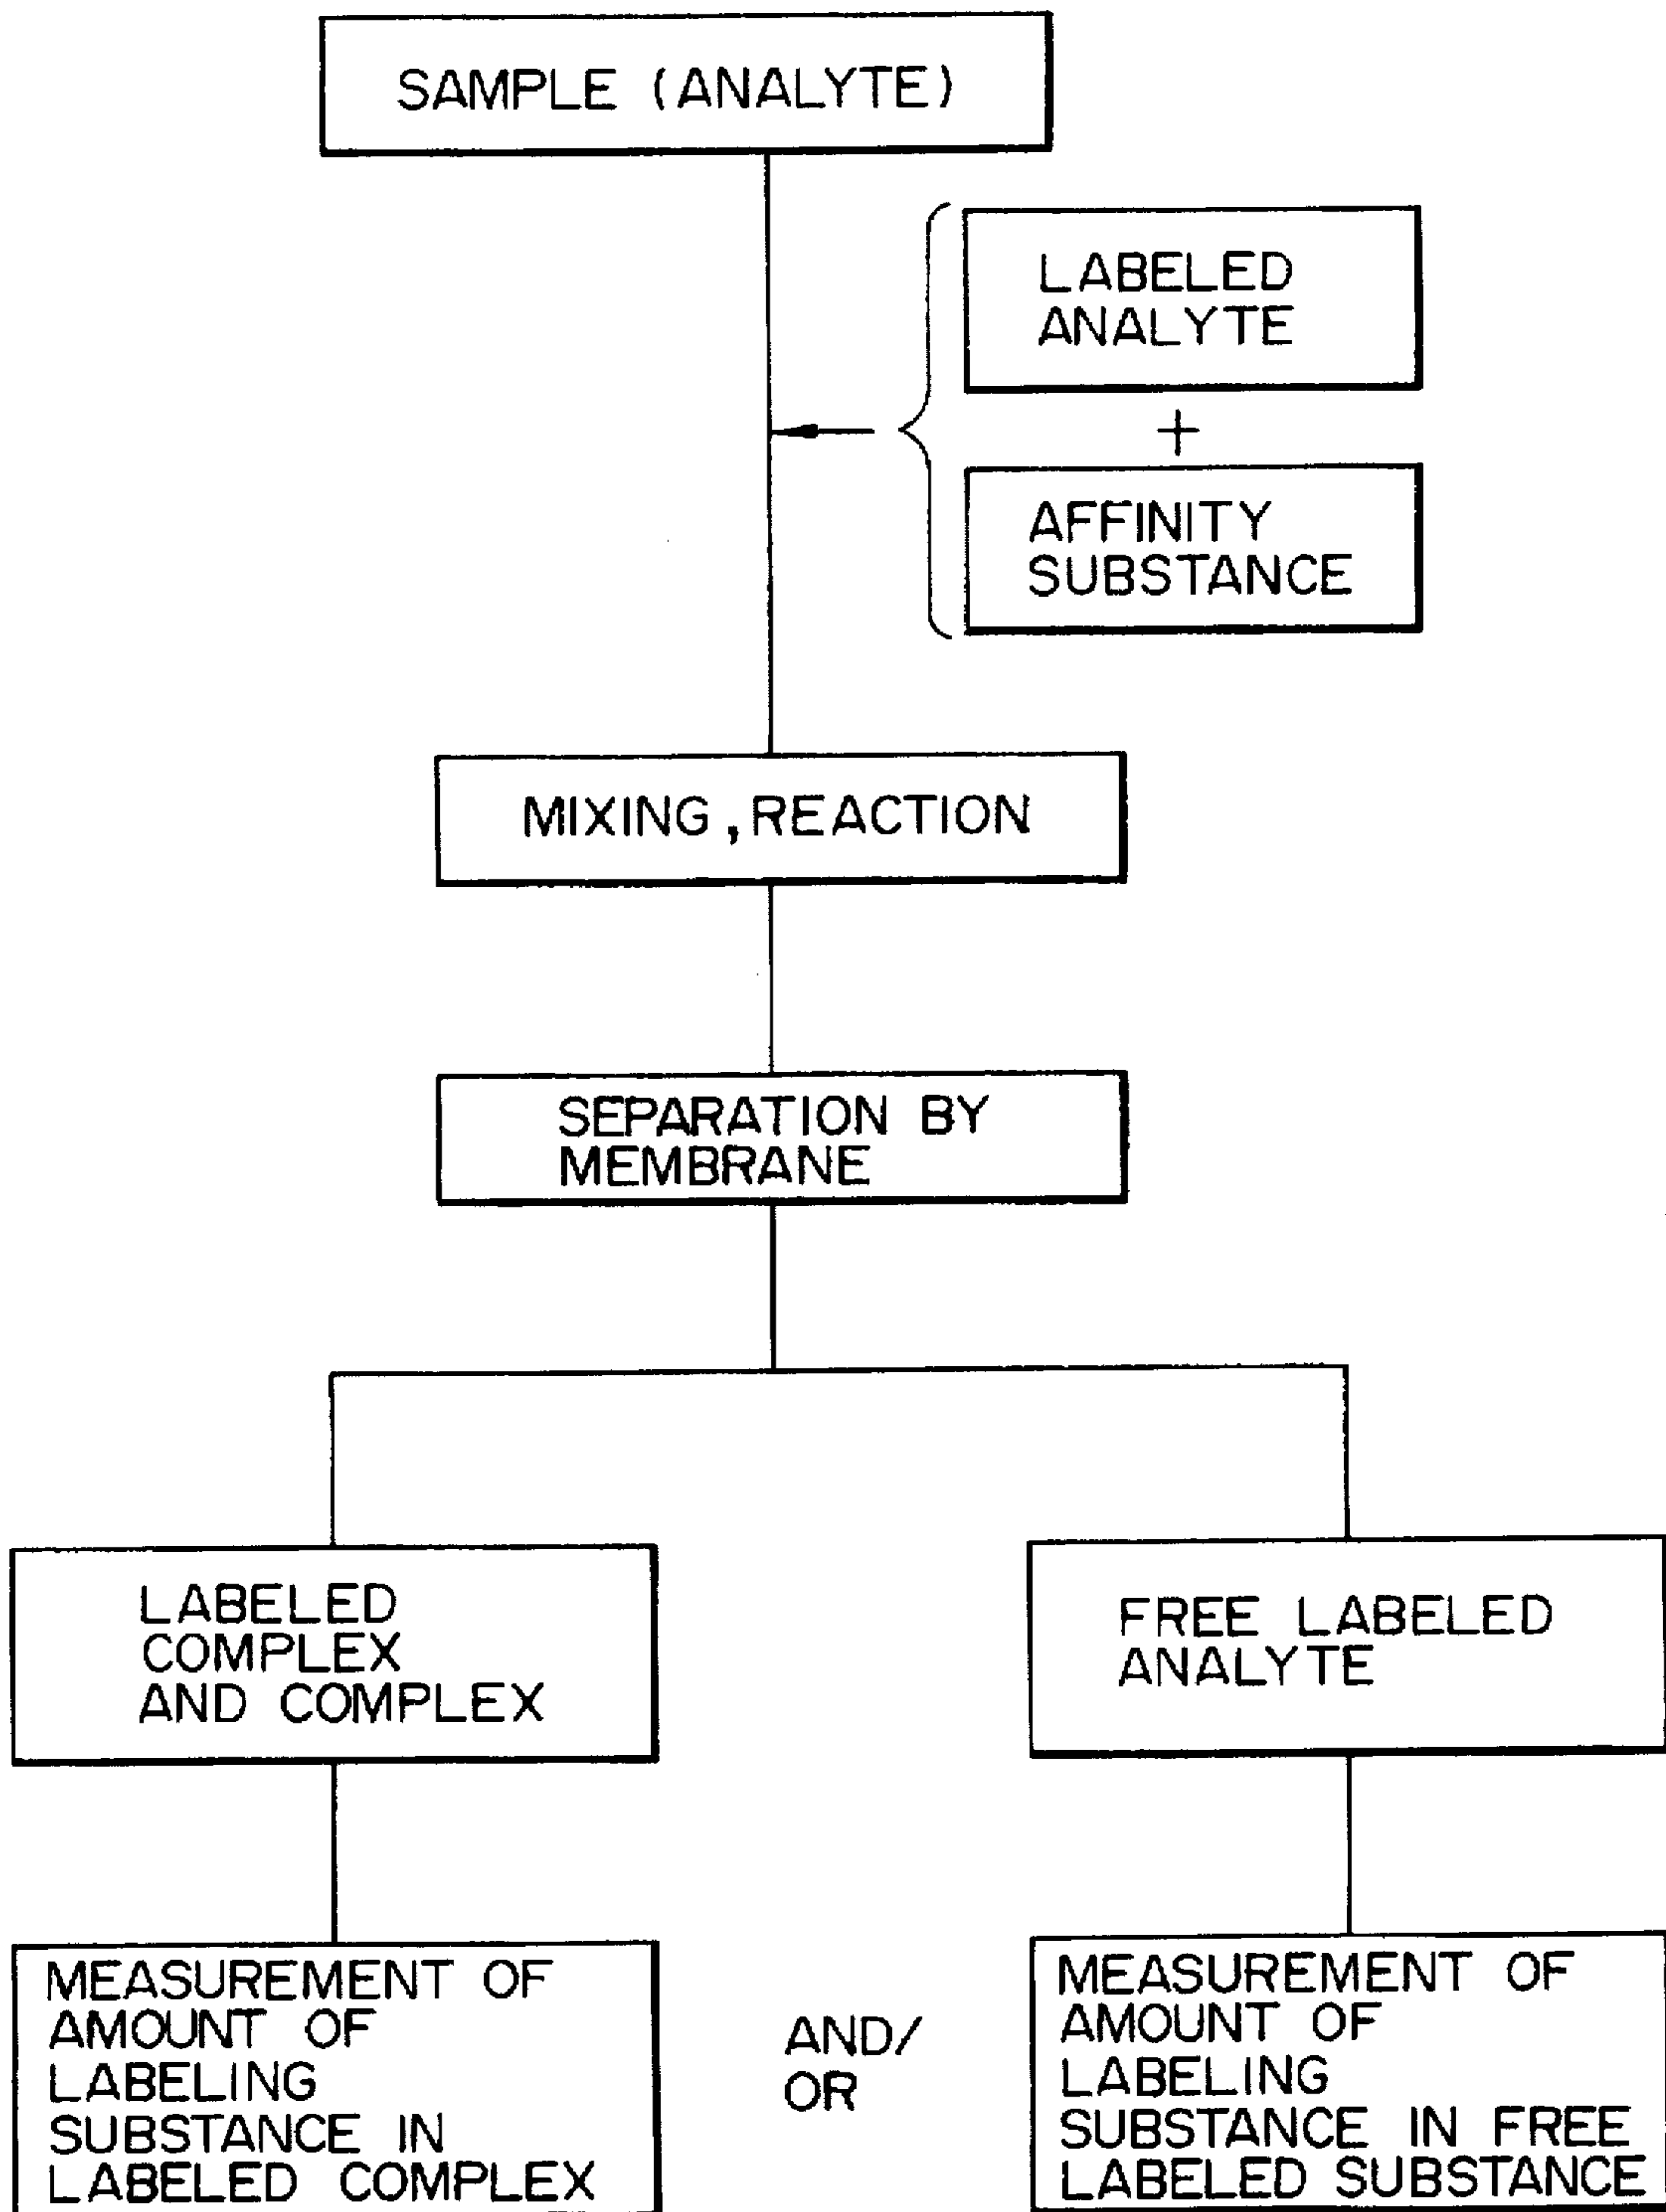 SAMPLE (ANALYTE)
LABELED
ANALYTE
+
AFFINITY
SUBSTANCE
MIXING, REACTION
SEPARATION BY
MEMBRANE
LABELED
COMPLEX
AND COMPLEX
FREE LABELED
ANALYTE
MEASUREMENT OF
AMOUNT OF
LABELING
SUBSTANCE IN
LABELED COMPLEX
AND/
OR
MEASUREMENT OF
AMOUNT OF
LABELING
SUBSTANCE IN FREE
LABELED SUBSTANCE